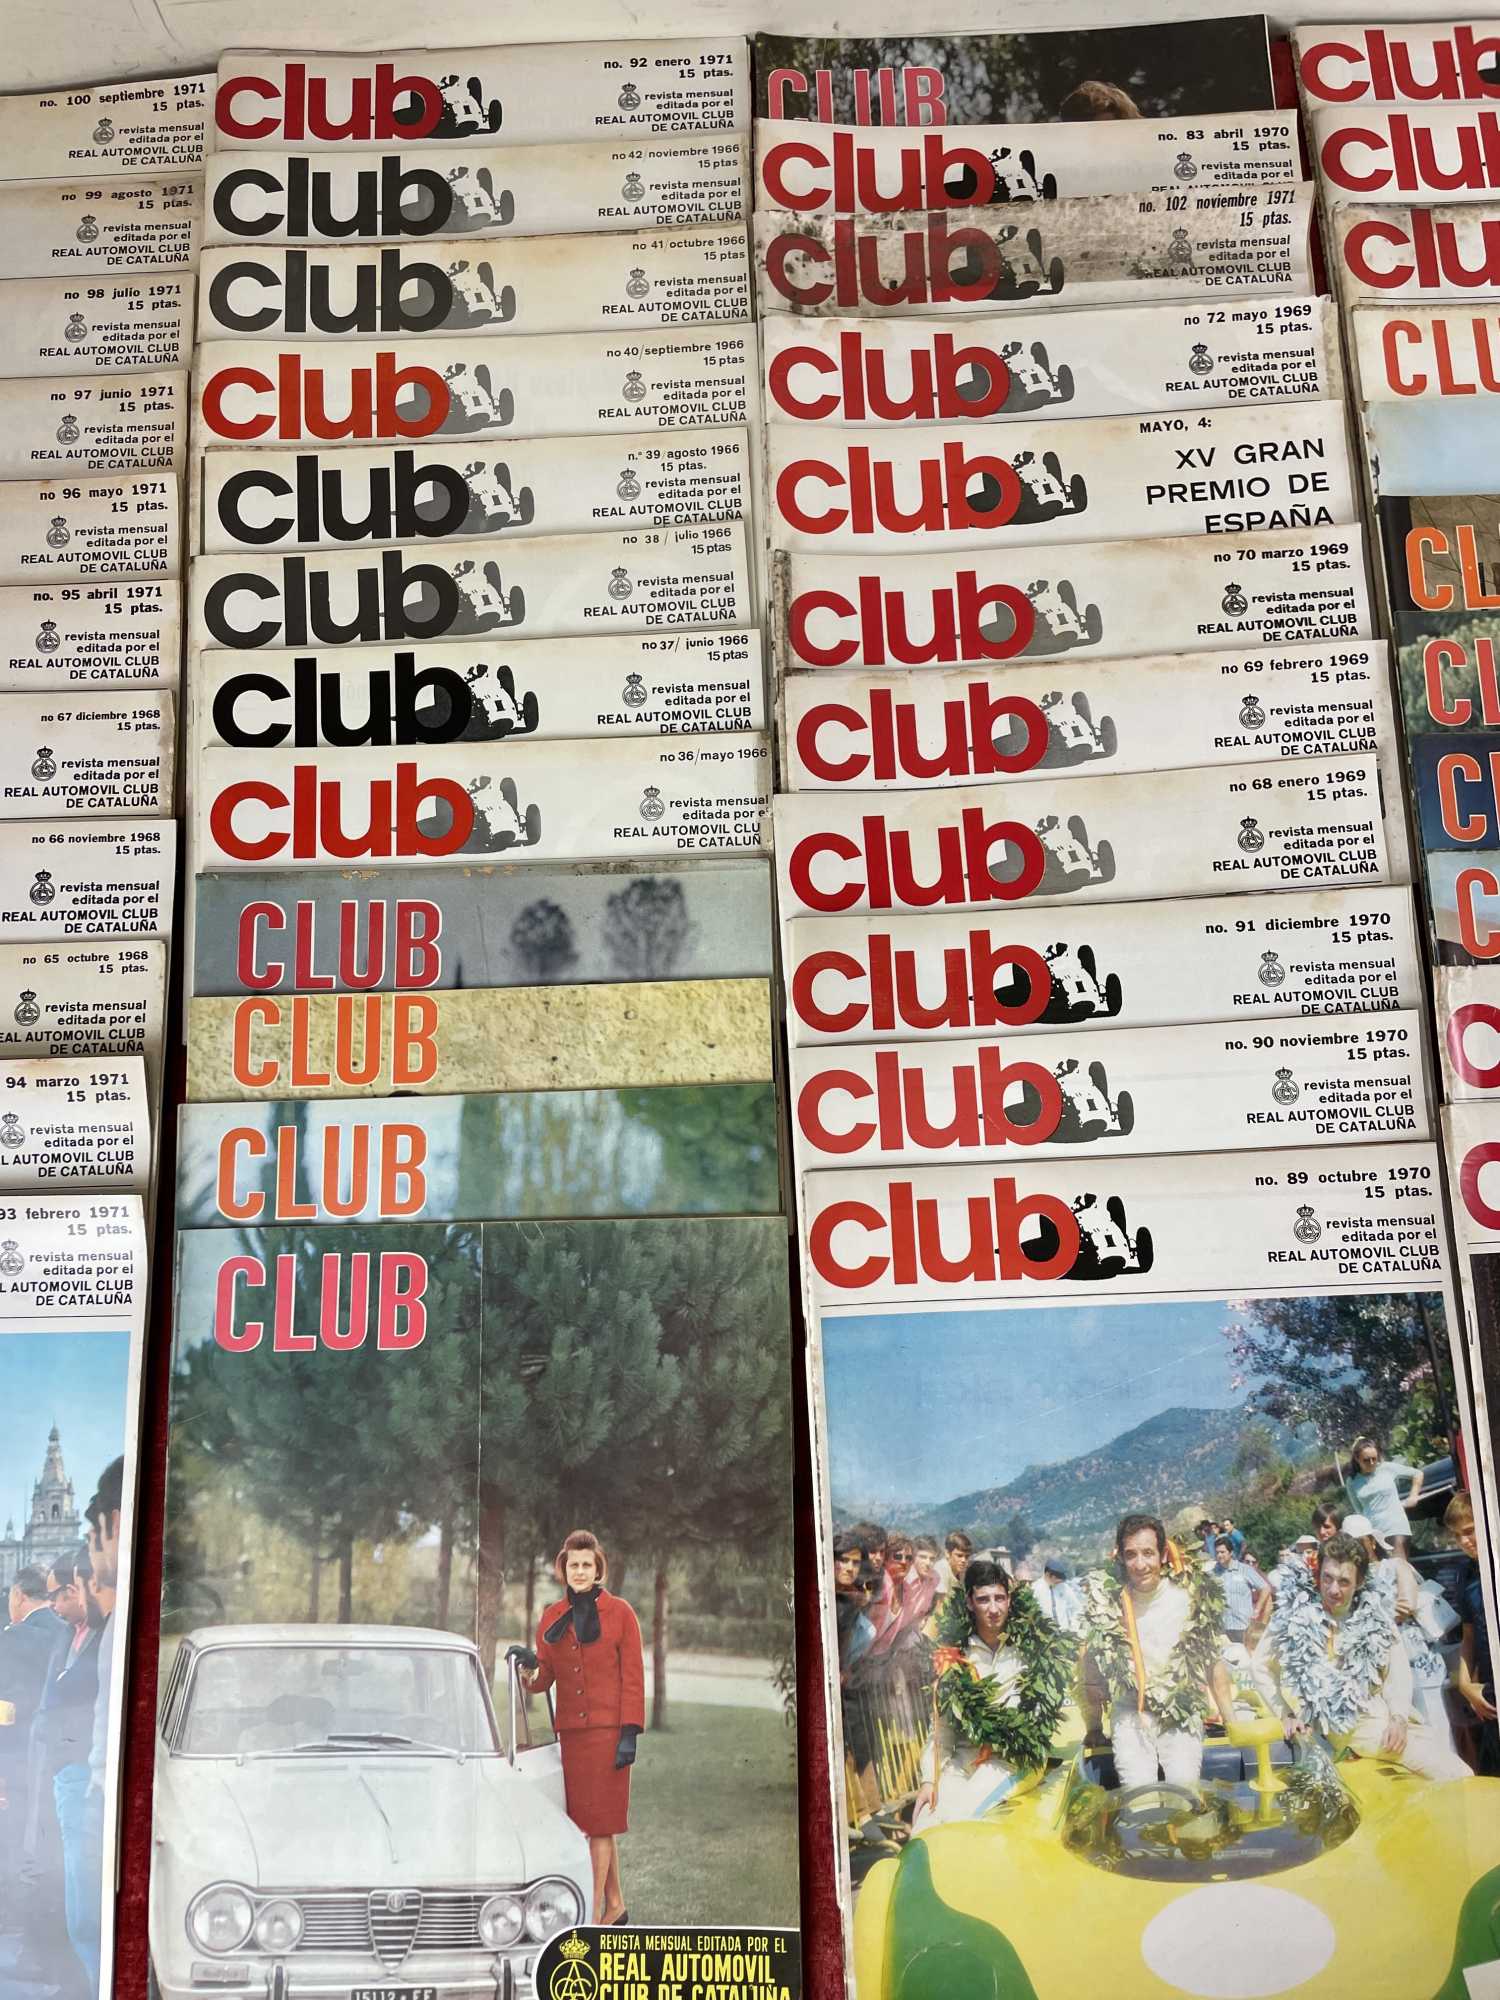 no. 100 septiembre 1971
15 ptas.
revista mensual
editada por el
REAL AUTOMOVIL CLUB
DE CATALUÑA
no 99 agosto 1971
15 ptas.
revista mensual
editada por el
REAL AUTOMOVIL CLUB
DE CATALUÑA
no 98 julio 1971
15 ptas.
revista mensual
editada por el
REAL AUTOMOVIL CLUB
DE CATALUÑA
no 97 junio 1971
15 ptas.
revista mensual
editada por el
REAL AUTOMOVIL CLUB
DE CATALUÑA
no 96 mayo 1971
15 ptas.
revista mensual
editada por el
REAL AUTOMOVIL CLUB
DE CATALUÑA
no. 95 abril 1971
15 ptas.
revista mensual
editada por el
REAL AUTOMOVIL CLUB
DE CATALUÑA
no 67 diciembre 1968
15 ptas.
revista mensual
editada por el
REAL AUTOMOVIL CLUB
DE CATALUÑA
no 66 noviembre 1968
15 ptas.
revista mensual
editada por el
REAL AUTOMOVIL CLUB
DE CATALUÑA
no 65 octubre 1968
15 ptas.
revista mensual
editada por el
EAL AUTOMOVIL CLUB
DE CATALUÑA
94 marzo 1971
15 ptas.
revista mensual
editada por el
L AUTOMOVIL CLUB
DE CATALUÑA
93 febrero 1971
15 ptas.
revista mensual
editada por el
L AUTOMOVIL CLUB
DE CATALUÑA
club
no. 92 enero 1971
15 ptas.
revista mensual
editada por el
REAL AUTOMOVIL CLUB
DE CATALUÑA
club
no 42/noviembre 1966
15 ptas
revista mensual
editada por el
REAL AUTOMOVIL CLUB
DE CATALUÑA
club
no 41/octubre 1966
15 ptas
revista mensual
editada por el
REAL AUTOMOVIL CLUB
DE CATALUÑA
club
no 40/septiembre 1966
15 ptas
revista mensual
editada por el
REAL AUTOMOVIL CLUB
DE CATALUÑA
club
n.º 39/agosto 1966
15 ptas.
revista mensual
editada por el
REAL AUTOMOVIL CLUB
DE CATALUÑA
club
no 38 / julio 1966
15 ptas
revista mensual
editada por el
REAL AUTOMOVIL CLUB
DE CATALUÑA
club
no 37/ junio 1966
15 ptas
revista mensual
editada por el
REAL AUTOMOVIL CLUB
DE CATALUÑA
club
no 36/mayo 1966
revista mensual
editada por e
REAL AUTOMOVIL CLU
DE CATALUÑ
CLUB
CLUB
CLUB
CLUB
15112·EE
REVISTA MENSUAL EDITADA POR EL
REAL AUTOMOVIL
CLUB DE CATALUÑA
CLUB
club
no. 83 abril 1970
15 ptas.
revista mensual
editada por el
club
no. 102 noviembre 1971
15 ptas.
revista mensual
editada por el
REAL AUTOMOVIL CLUB
DE CATALUÑA
club
no 72 mayo 1969
15 ptas.
revista mensual
editada por el
REAL AUTOMOVIL CLUB
DE CATALUÑA
club
MAYO, 4:
XV GRAN
PREMIO DE
ESPAÑA
club
no 70 marzo 1969
15 ptas.
revista mensual
editada por el
REAL AUTOMOVIL CLUB
DE CATALUÑA
club
no 69 febrero 1969
15 ptas.
revista mensual
editada por el
REAL AUTOMOVIL CLUB
DE CATALUÑA
club
no 68 enero 1969
15 ptas.
revista mensual
editada por el
REAL AUTOMOVIL CLUB
DE CATALUÑA
club
no. 91 diciembre 1970
15 ptas.
revista mensual
editada por el
REAL AUTOMOVIL CLUB
DE CATALUÑA
club
no. 90 noviembre 1970
15 ptas.
revista mensual
editada por el
REAL AUTOMOVIL CLUB
DE CATALUÑA
club
no. 89 octubre 1970
15 ptas.
revista mensual
editada por el
REAL AUTOMOVIL CLUB
DE CATALUÑA
club
club
club
CLU
CL
CL
CL
C